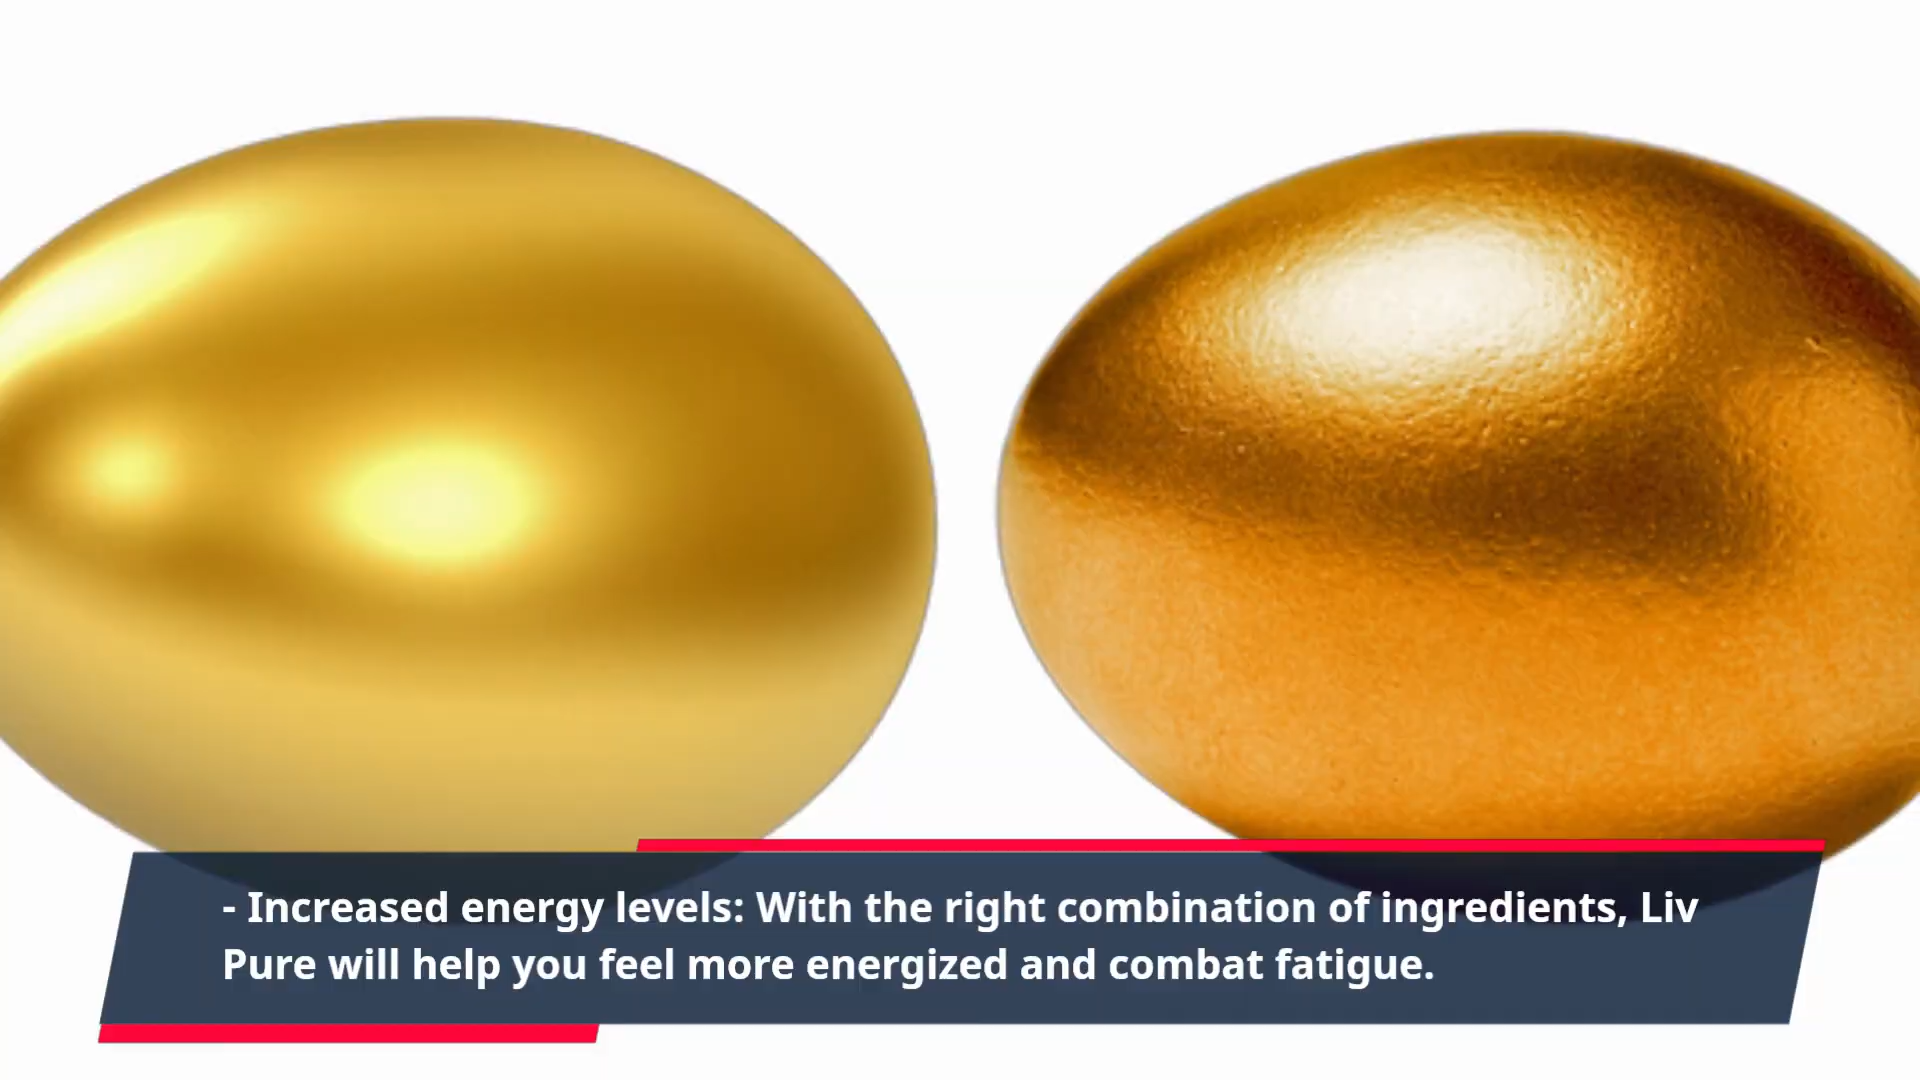 - Increased energy levels: With the right combination of ingredients, Liv
Pure will help you feel more energized and combat fatigue.